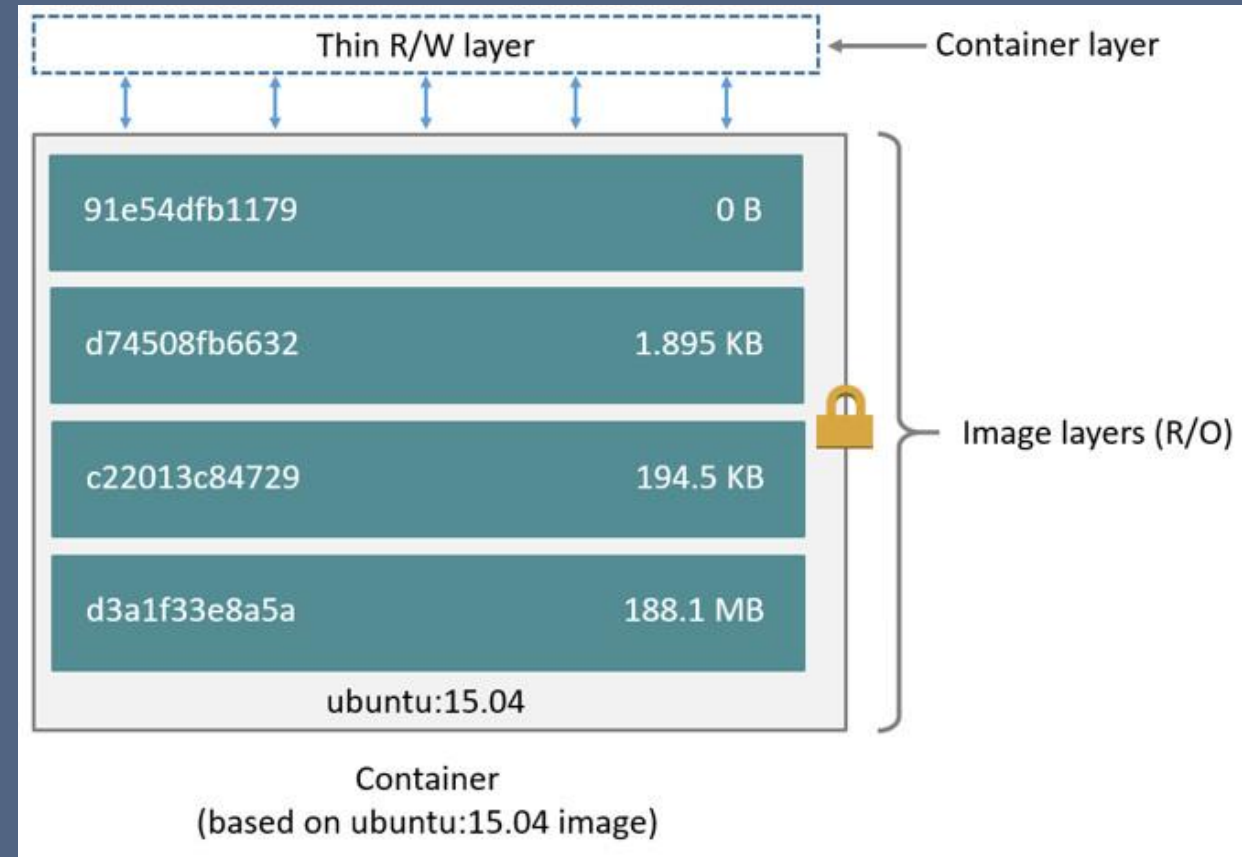 Thin R/W layer
Container layer
91e54dfb1179 0 B
d74508fb6632 1.895 KB
c22013c84729 194.5 KB
Image layers (R/O)
d3a1f33e8a5a 188.1 MB
ubuntu:15.04
Container
(based on ubuntu:15.04 image)